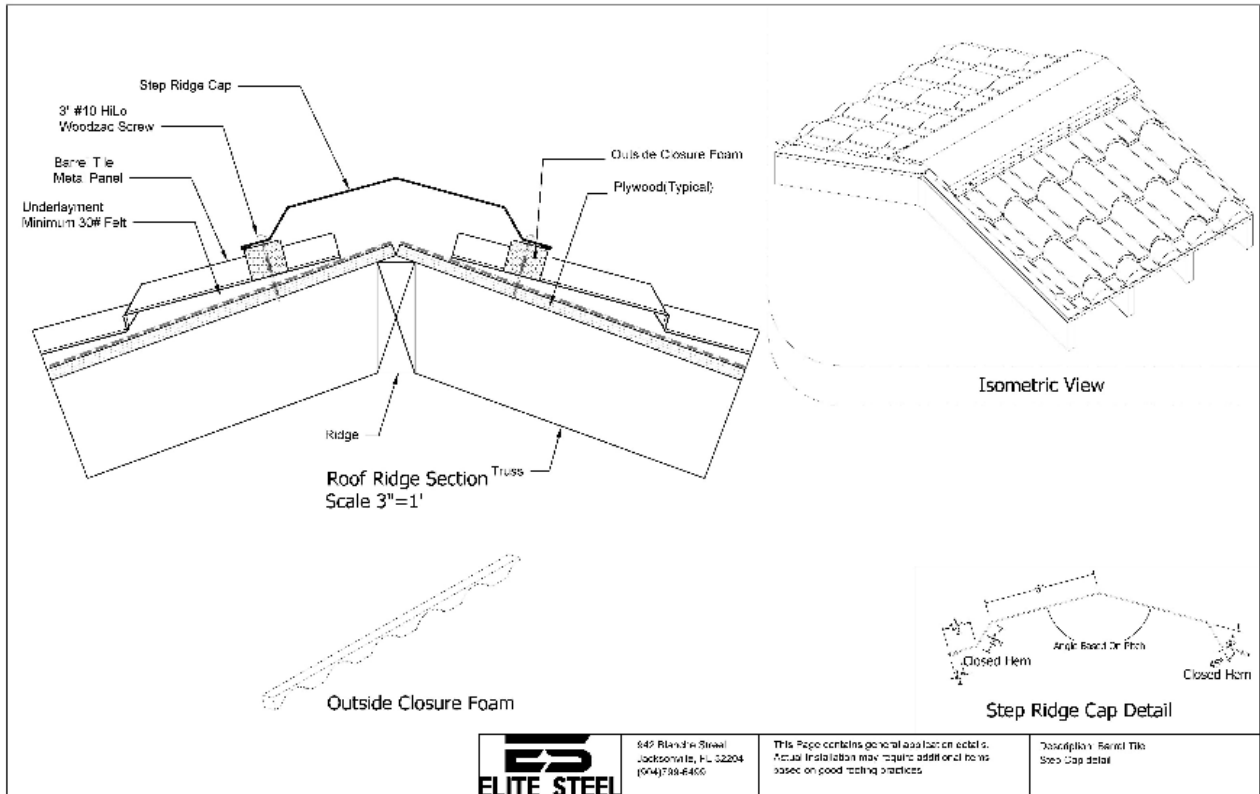 Step Ridge Cap
3" #10 HiLo
Woodzac Screw
Barrel Tile
Metal Panel
Underlayment
Minimum 30# Felt
Outside Closure Foam
Plywood(Typical)
Ridge
Truss
Roof Ridge Section
Scale 3"=1'
Isometric View
Outside Closure Foam
Angle Based On Pitch
Closed Hem
Closed Hem
Step Ridge Cap Detail
ES
ELITE STEEL
942 Blanche Street
Jacksonville, FL 32204
This Page contains general application details.
Actual installation may require additional items
based on good roofing practices
Description: Barrel Tile
Step Cap detail